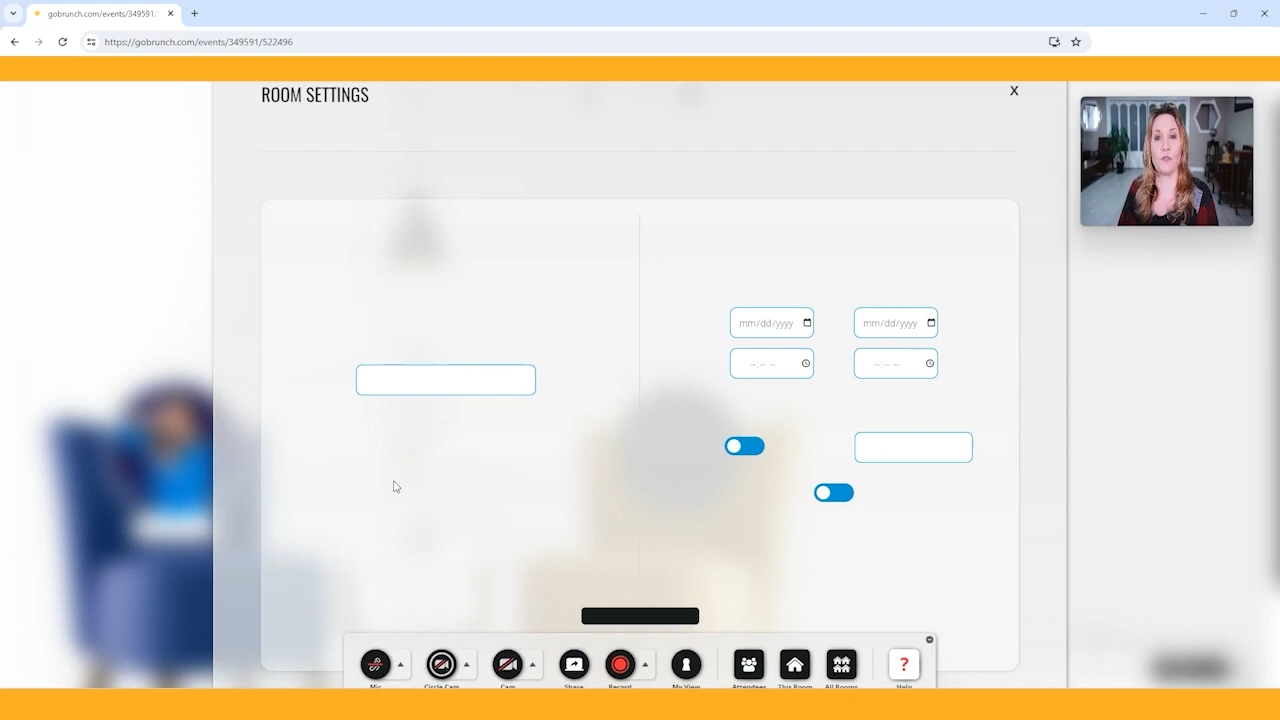 gobrunch.com/events/349591/
https://gobrunch.com/events/349591/522496
ROOM SETTINGS
X
mm/dd/yyyy mm/dd/yyyy
--:-- -- --:-- --
Mic Circle Cam Cam Share Record My View Attendees This Room All Rooms Help
?